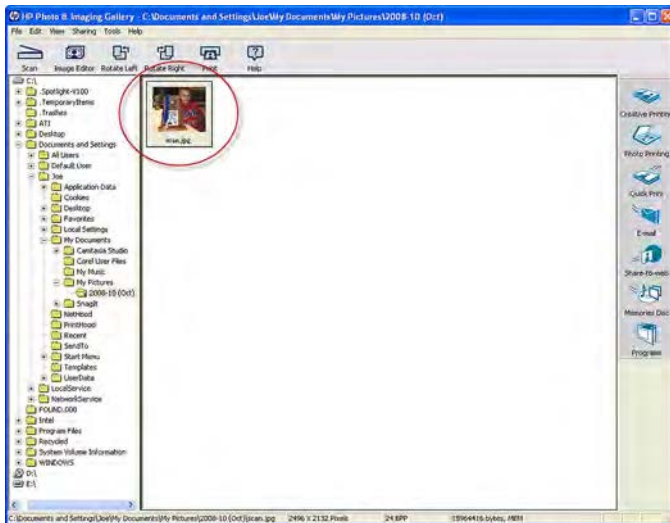 HP Photo & Imaging Gallery - C:\Documents and Settings\Joe\My Documents\My Pictures\2008-10 (Oct)
File Edit View Sharing Tools Help
Scan Image Editor Rotate Left Rotate Right Print Help
C:\
.Spotlight-V100
.TemporaryItems
.Trashes
ATI
Desktop
Documents and Settings
All Users
Default User
Joe
Application Data
Cookies
Desktop
Favorites
Local Settings
My Documents
Camtasia Studio
Corel User Files
My Music
My Pictures
2008-10 (Oct)
SnagIt
NetHood
PrintHood
Recent
SendTo
Start Menu
Templates
UserData
LocalService
NetworkService
FOUND.000
Intel
Program Files
Recycled
System Volume Information
WINDOWS
D:\
E:\
scan.jpg
Creative Printing
Photo Printing
Quick Print
E-mail
Share-to-web
Memories Disc
Programs
C:\Documents and Settings\Joe\My Documents\My Pictures\2008-10 (Oct)\scan.jpg 2496 X 2132 Pixels 24 BPP 15964416 bytes, MEM